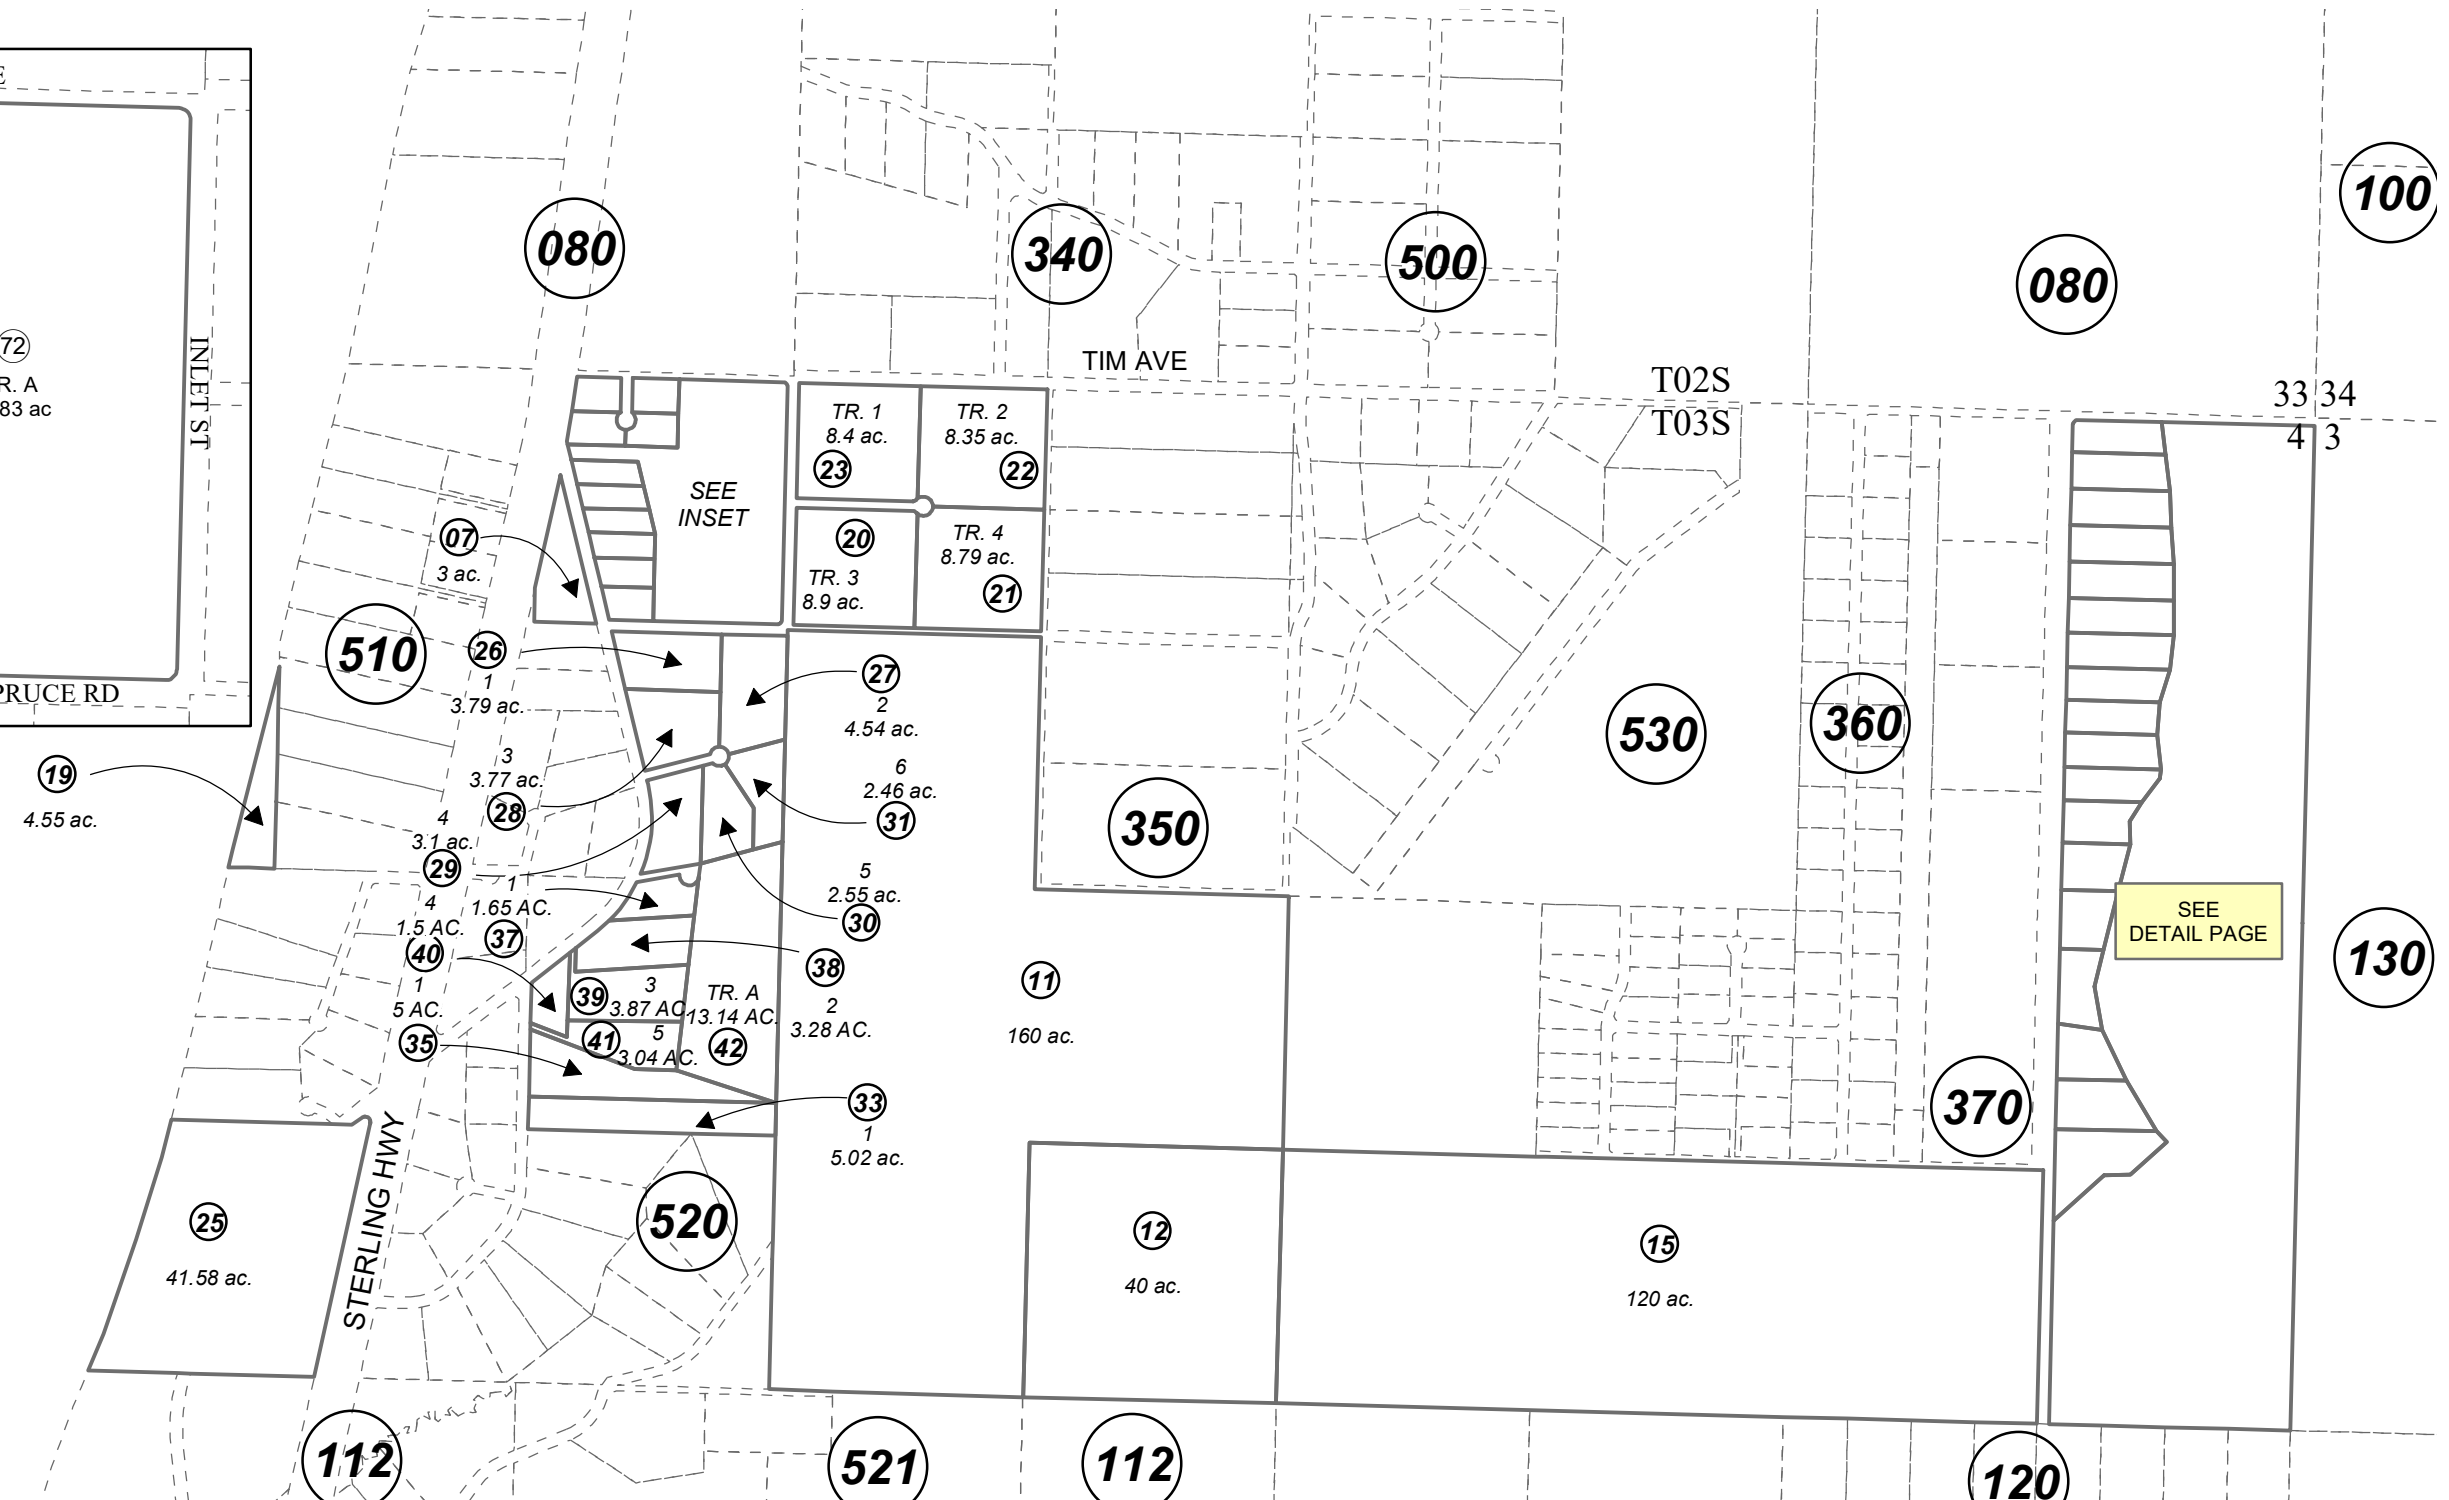 E
INLET ST
72
R. A
83 ac
PRUCE RD
080
340
500
080
100
TIM AVE
T02S
T03S
33 34
4 3
TR. 1
8.4 ac.
23
TR. 2
8.35 ac.
22
SEE
INSET
20
TR. 3
8.9 ac.
TR. 4
8.79 ac.
21
07
3 ac.
510
26
1
3.79 ac.
27
2
4.54 ac.
19
4.55 ac.
3
3.77 ac.
28
6
2.46 ac.
31
4
3.1 ac.
29
5
2.55 ac.
30
1
1.65 AC.
37
4
1.5 AC.
40
38
2
3.28 AC.
39
3
3.87 AC
TR. A
13.14 AC.
42
1
5 AC.
35
41
5
3.04 AC.
33
1
5.02 ac.
350
530
360
370
130
SEE
DETAIL PAGE
11
160 ac.
12
40 ac.
15
120 ac.
25
41.58 ac.
STERLING HWY
520
112
521
112
120